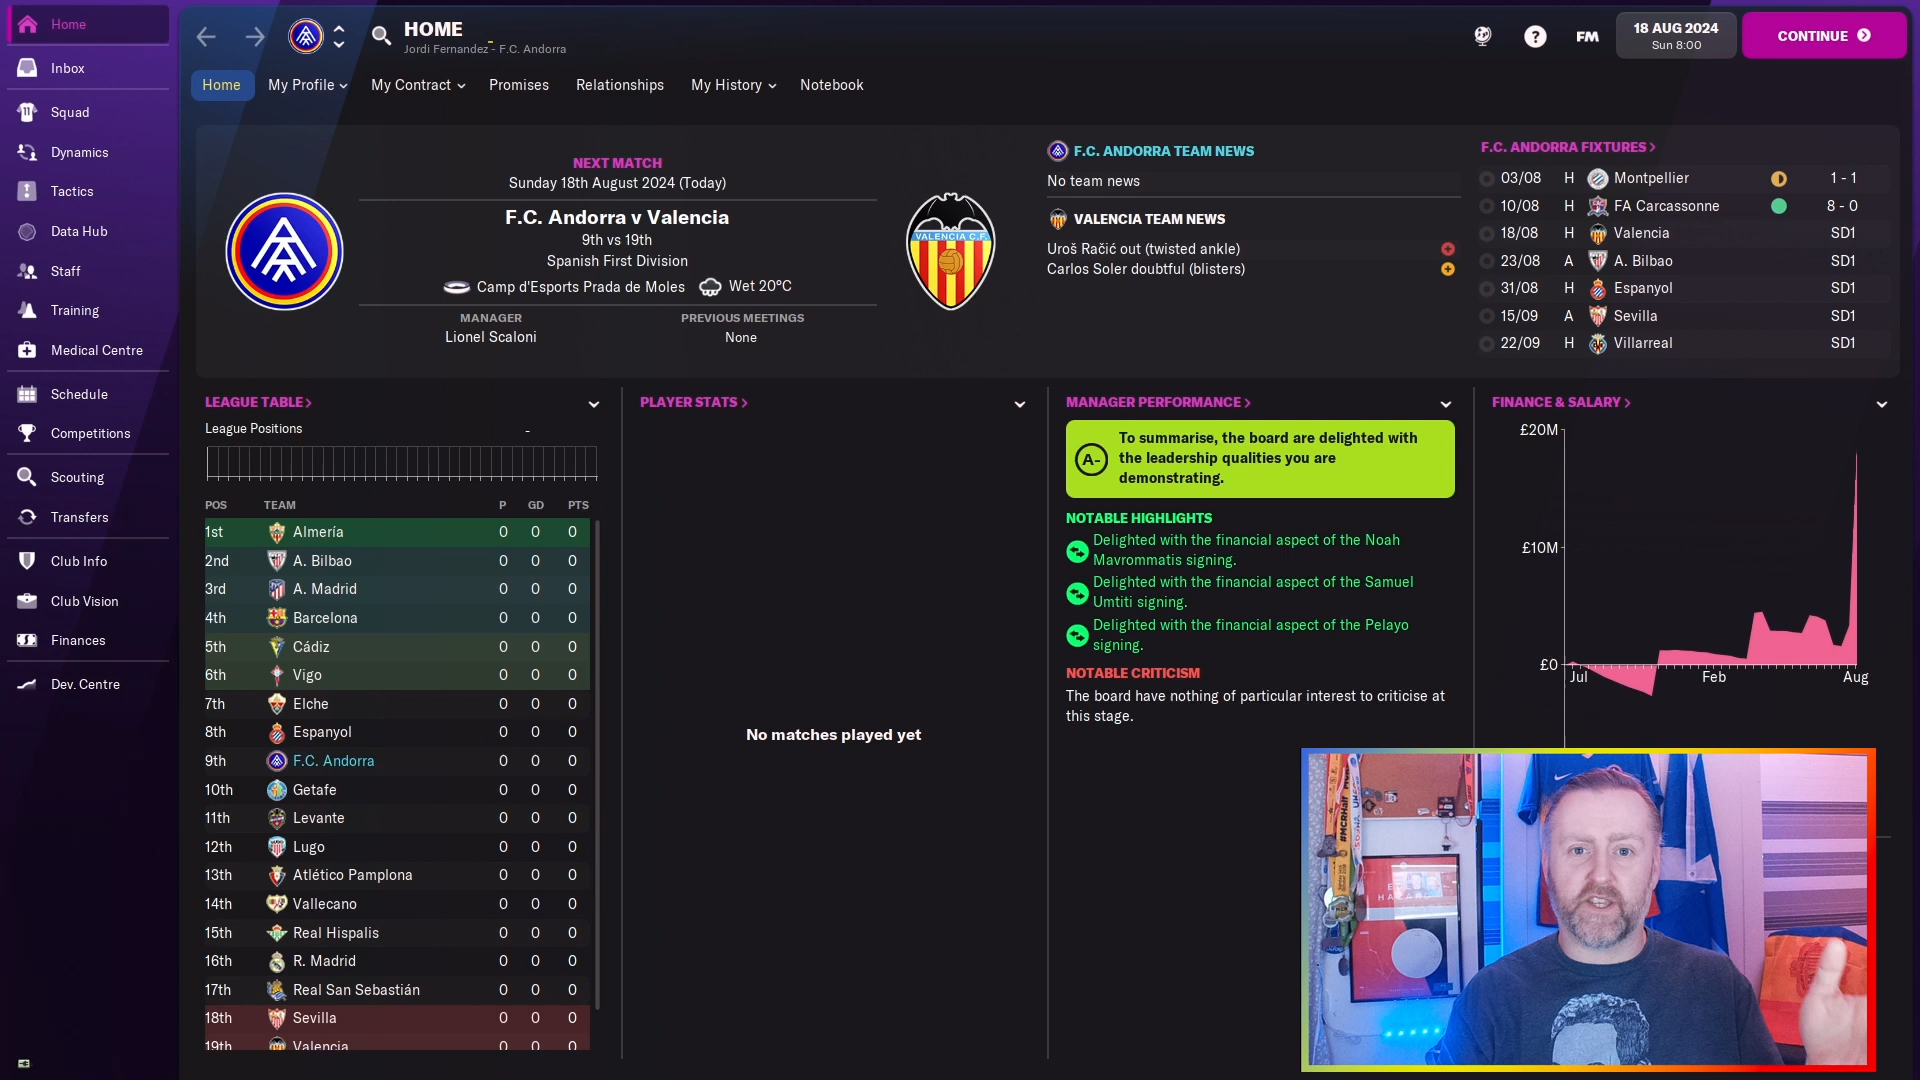 Home
Inbox
Squad
Dynamics
Tactics
Data Hub
Staff
Training
Medical Centre
Schedule
Competitions
Scouting
Transfers
Club Info
Club Vision
Finances
Dev. Centre
HOME
Jordi Fernandez - F.C. Andorra
FM
18 AUG 2024
Sun 8:00
CONTINUE
Home
My Profile
My Contract
Promises
Relationships
My History
Notebook
NEXT MATCH
Sunday 18th August 2024 (Today)
F.C. Andorra v Valencia
9th vs 19th
Spanish First Division
Camp d'Esports Prada de Moles Wet 20°C
MANAGER
Lionel Scaloni
PREVIOUS MEETINGS
None
VALENCIA C.F.
F.C. ANDORRA TEAM NEWS
No team news
VALENCIA TEAM NEWS
Uroš Račić out (twisted ankle)
Carlos Soler doubtful (blisters)
F.C. ANDORRA FIXTURES
03/08 H Montpellier 1 - 1
10/08 H FA Carcassonne 8 - 0
18/08 H Valencia SD1
23/08 A A. Bilbao SD1
31/08 H Espanyol SD1
15/09 A Sevilla SD1
22/09 H Villarreal SD1
LEAGUE TABLE
League Positions -
POS TEAM P GD PTS
1st Almería 0 0 0
2nd A. Bilbao 0 0 0
3rd A. Madrid 0 0 0
4th Barcelona 0 0 0
5th Cádiz 0 0 0
6th Vigo 0 0 0
7th Elche 0 0 0
8th Espanyol 0 0 0
9th F.C. Andorra 0 0 0
10th Getafe 0 0 0
11th Levante 0 0 0
12th Lugo 0 0 0
13th Atlético Pamplona 0 0 0
14th Vallecano 0 0 0
15th Real Hispalis 0 0 0
16th R. Madrid 0 0 0
17th Real San Sebastián 0 0 0
18th Sevilla 0 0 0
19th Valencia 0 0 0
PLAYER STATS
No matches played yet
MANAGER PERFORMANCE
A-
To summarise, the board are delighted with
the leadership qualities you are
demonstrating.
NOTABLE HIGHLIGHTS
Delighted with the financial aspect of the Noah
Mavrommatis signing.
Delighted with the financial aspect of the Samuel
Umtiti signing.
Delighted with the financial aspect of the Pelayo
signing.
NOTABLE CRITICISM
The board have nothing of particular interest to criticise at
this stage.
FINANCE & SALARY
£20M
£10M
£0
Jul Feb Aug